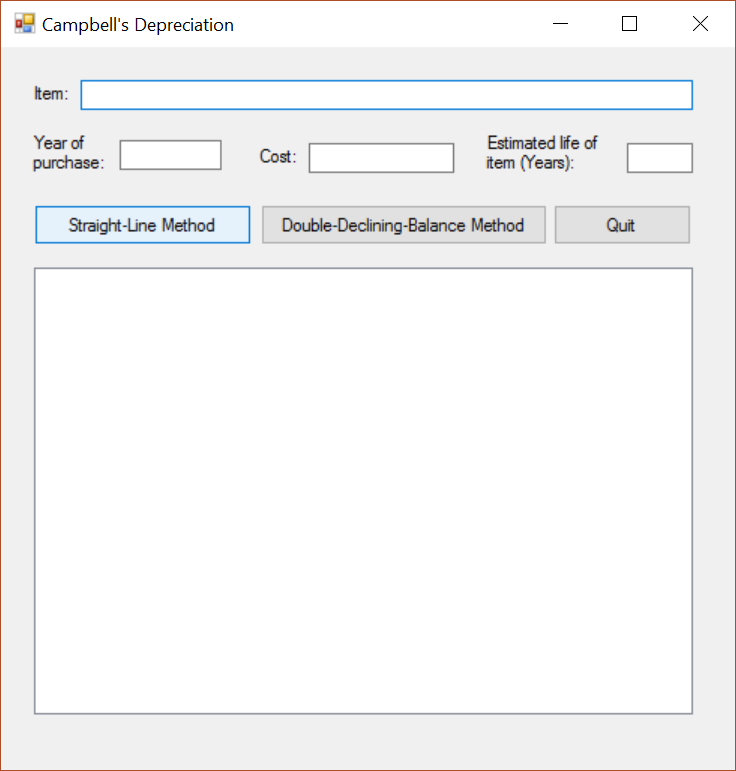 Campbell's Depreciation
Item:
Year of
purchase:
Cost:
Estimated life of
item (Years):
Straight-Line Method
Double-Declining-Balance Method
Quit